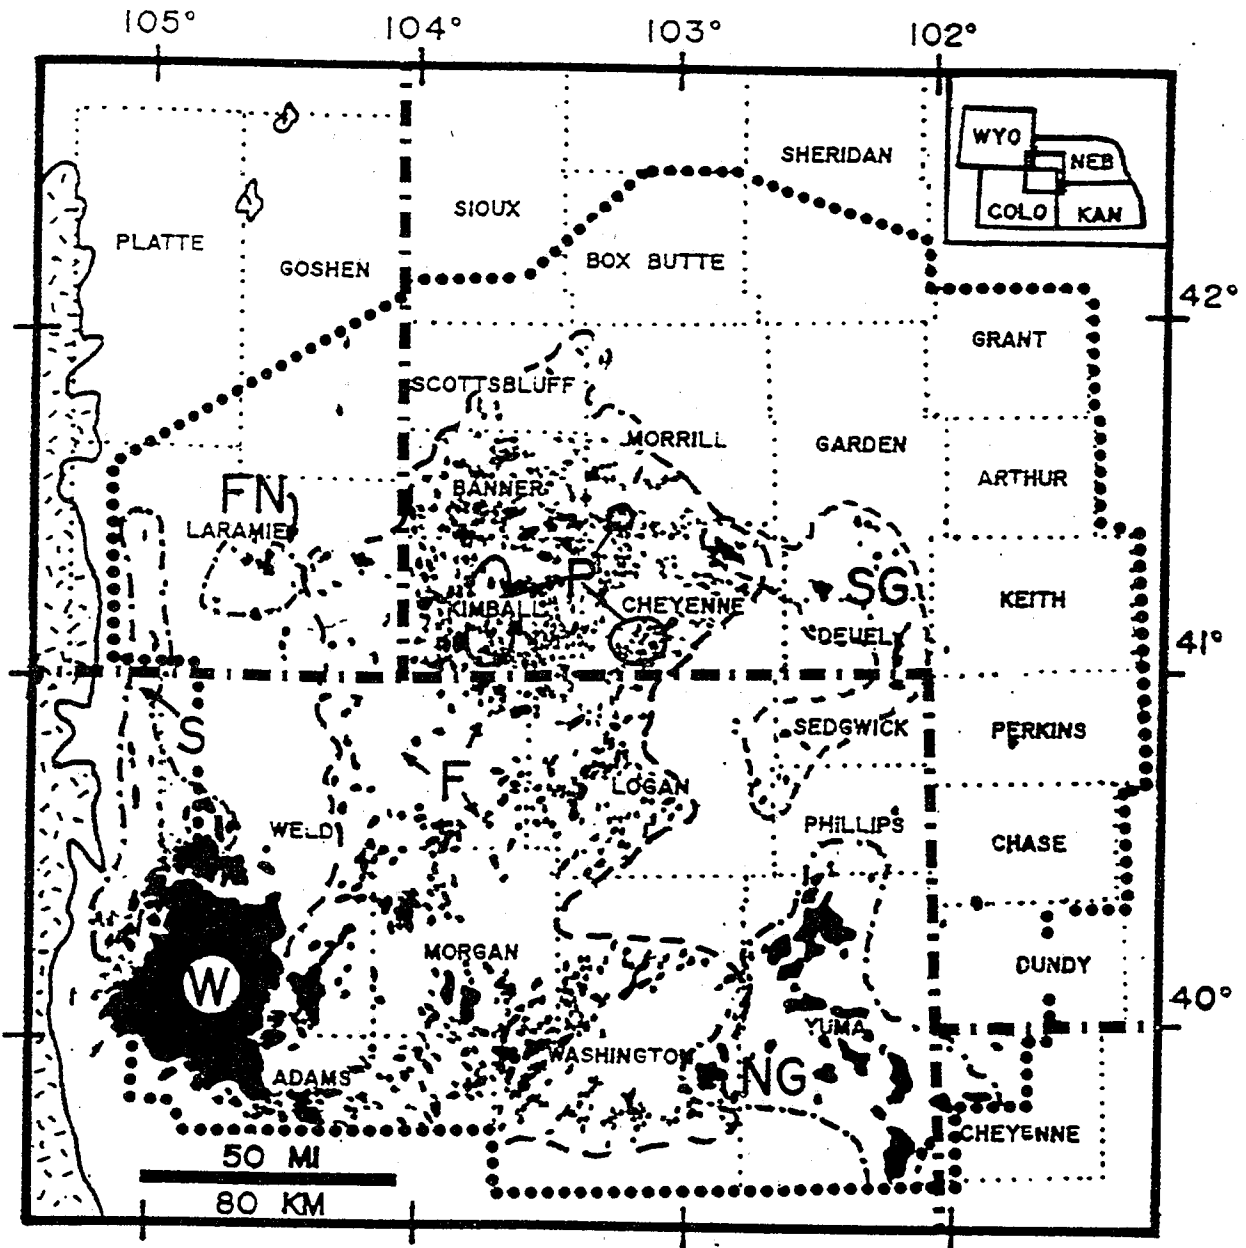 105° 104° 103° 102°
WYO
NEB
COLO KAN
SHERIDAN
SIOUX
PLATTE
GOSHEN
BOX BUTTE
42°
GRANT
SCOTTSBLUFF
MORRILL
GARDEN
ARTHUR
BANNER
FN
LARAMIE
P
SG
KIMBALL
CHEYENNE
KEITH
DEUEL
41°
S
SEDGWICK
PERKINS
F
LOGAN
WELD
PHILLIPS
CHASE
MORGAN
DUNDY
W
40°
YUMA
WASHINGTON
NG
ADAMS
CHEYENNE
50 MI
80 KM